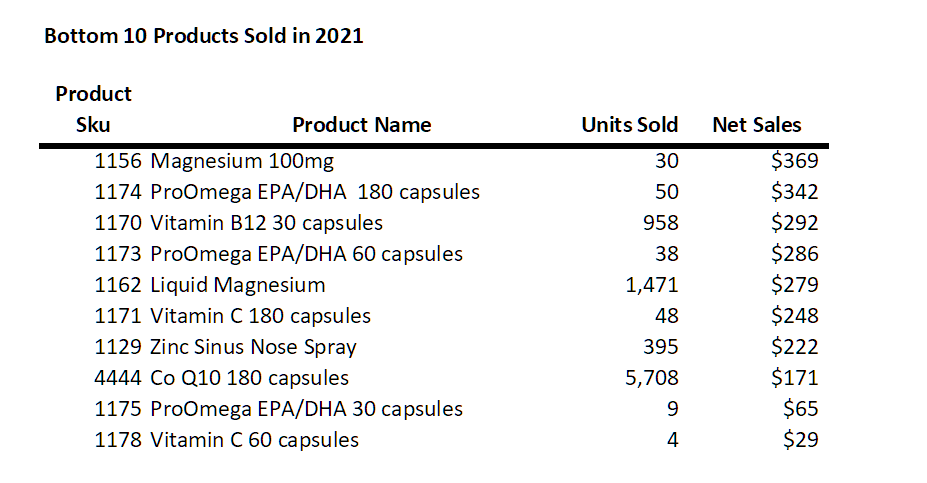 Bottom 10 Products Sold in 2021
Product
Sku Product Name Units Sold Net Sales
1156 Magnesium 100mg 30 $369
1174 ProOmega EPA/DHA  180 capsules 50 $342
1170 Vitamin B12 30 capsules 958 $292
1173 ProOmega EPA/DHA 60 capsules 38 $286
1162 Liquid Magnesium 1,471 $279
1171 Vitamin C 180 capsules 48 $248
1129 Zinc Sinus Nose Spray 395 $222
4444 Co Q10 180 capsules 5,708 $171
1175 ProOmega EPA/DHA 30 capsules 9 $65
1178 Vitamin C 60 capsules 4 $29